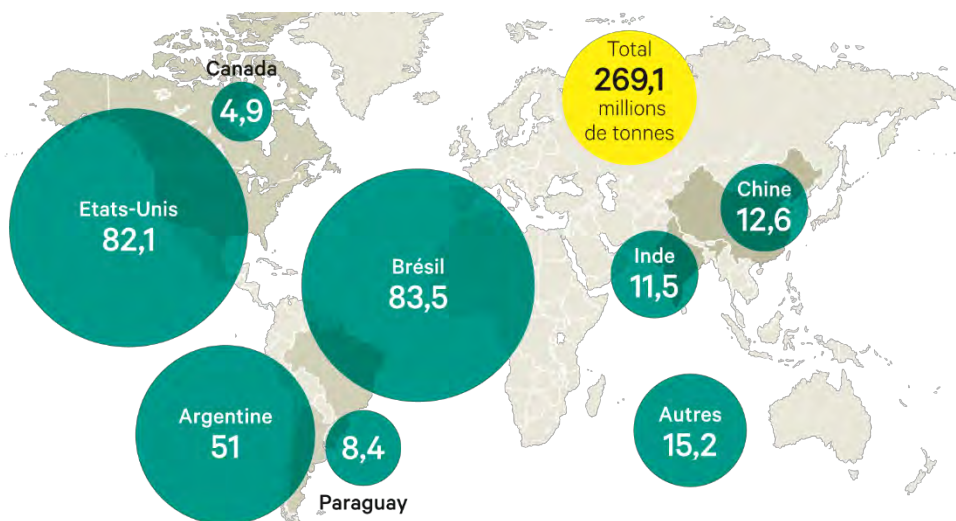 Canada
4,9
Total
269,1
millions
de tonnes
Etats-Unis
82,1
Chine
12,6
Brésil
83,5
Inde
11,5
Argentine
51
8,4
Paraguay
Autres
15,2